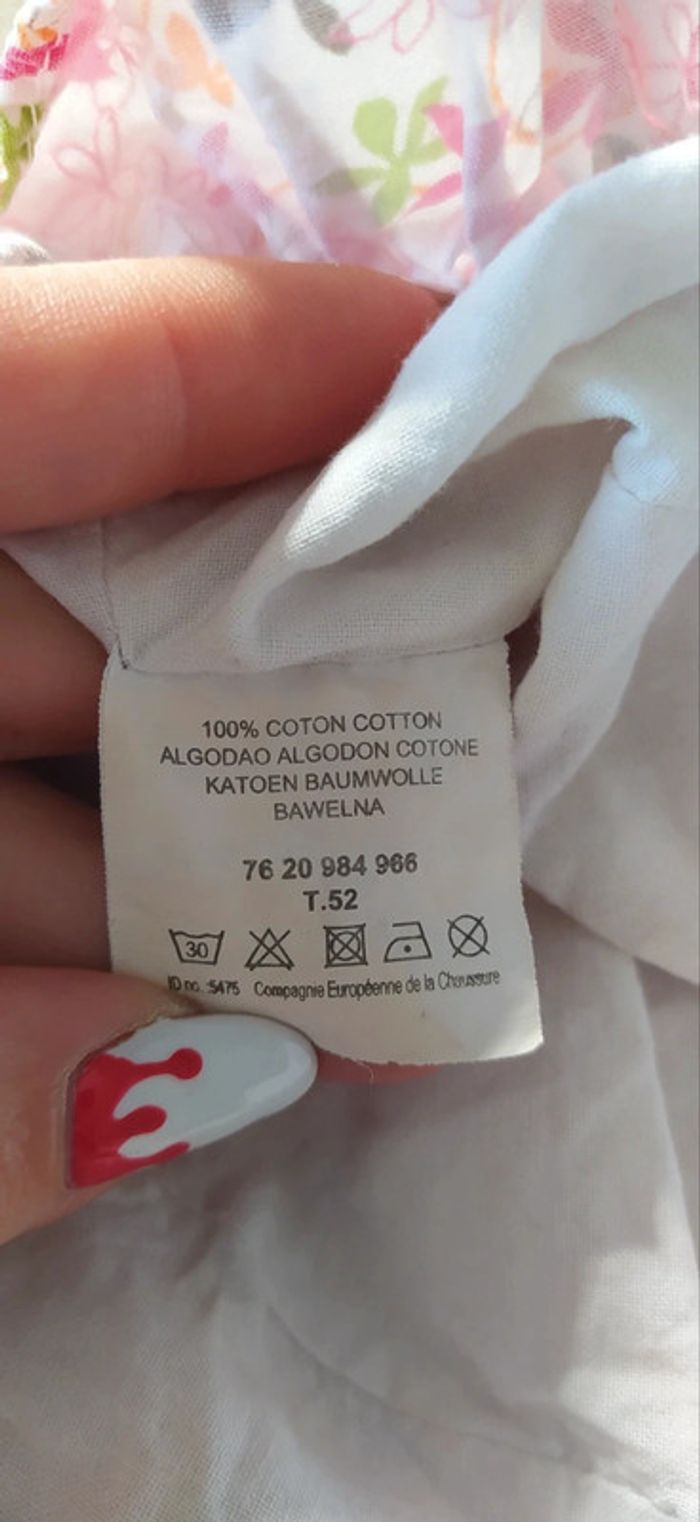 100% COTON COTTON
ALGODAO ALGODON COTONE
KATOEN BAUMWOLLE
BAWELNA
76 20 984 966
T.52
30
ID no. :5475 Compagnie Européenne de la Chaussure